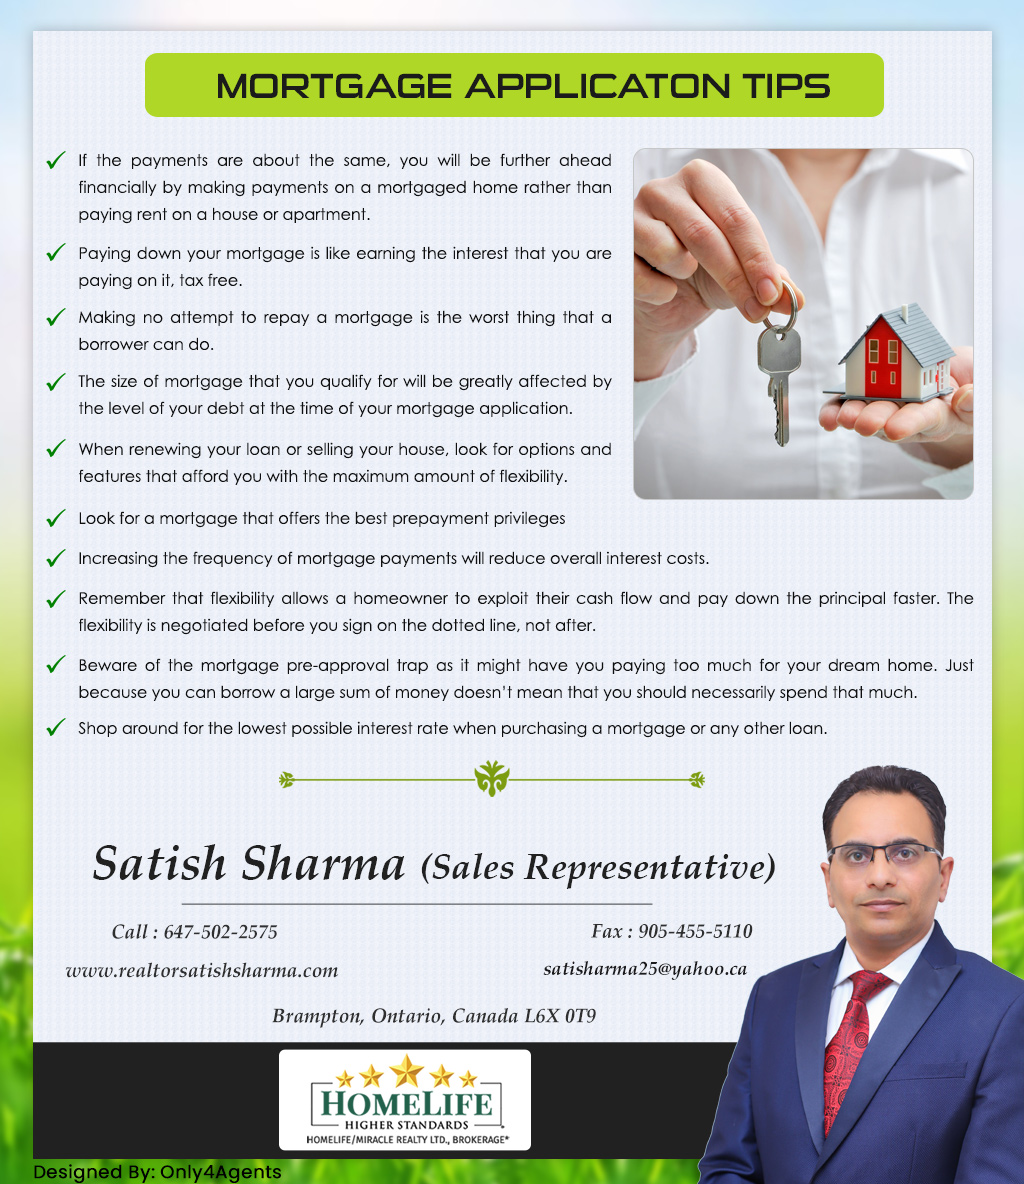 MORTGAGE APPLICATON TIPS
If the payments are about the same, you will be further ahead
financially by making payments on a mortgaged home rather than
paying rent on a house or apartment.
Paying down your mortgage is like earning the interest that you are
paying on it, tax free.
Making no attempt to repay a mortgage is the worst thing that a
borrower can do.
The size of mortgage that you qualify for will be greatly affected by
the level of your debt at the time of your mortgage application.
When renewing your loan or selling your house, look for options and
features that afford you with the maximum amount of flexibility.
Look for a mortgage that offers the best prepayment privileges
Increasing the frequency of mortgage payments will reduce overall interest costs.
Remember that flexibility allows a homeowner to exploit their cash flow and pay down the principal faster. The
flexibility is negotiated before you sign on the dotted line, not after.
Beware of the mortgage pre-approval trap as it might have you paying too much for your dream home. Just
because you can borrow a large sum of money doesn't mean that you should necessarily spend that much.
Shop around for the lowest possible interest rate when purchasing a mortgage or any other loan.
Satish Sharma (Sales Representative)
Call : 647-502-2575
Fax : 905-455-5110
www.realtorsatishsharma.com
satisharma25@yahoo.ca
Brampton, Ontario, Canada L6X 0T9
HOMELIFE
HIGHER STANDARDS
HOMELIFE/MIRACLE REALTY LTD., BROKERAGE*
Designed By: Only4Agents